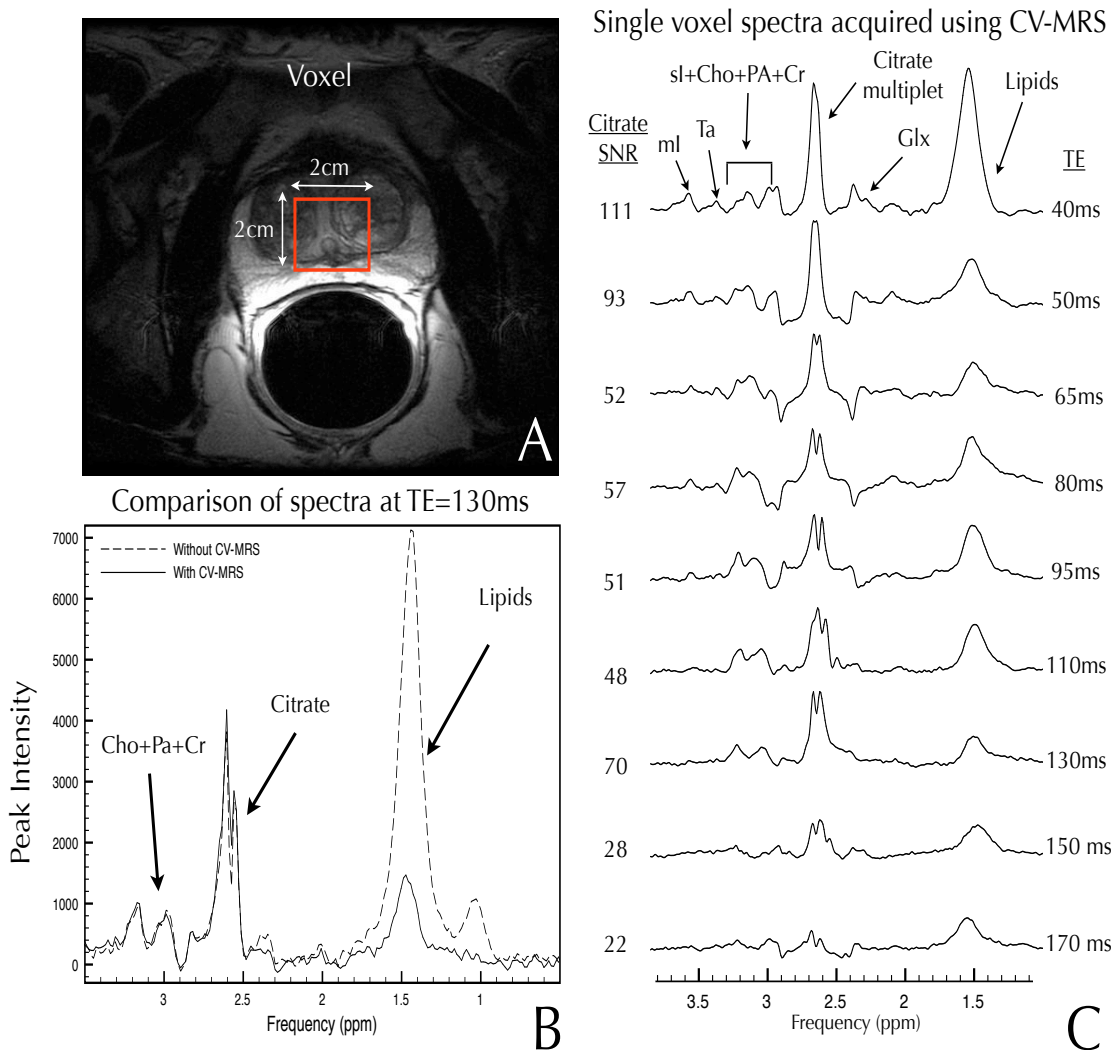 Voxel
2cm
2cm
A
Comparison of spectra at TE=130ms
Without CV-MRS
With CV-MRS
7000
6000
5000
4000
3000
2000
1000
0
Peak Intensity
Lipids
Citrate
Cho+Pa+Cr
3
2.5
2
1.5
1
Frequency (ppm)
B
Single voxel spectra acquired using CV-MRS
Citrate
SNR
mI
Ta
sI+Cho+PA+Cr
Citrate
multiplet
Glx
Lipids
TE
111
40ms
93
50ms
52
65ms
57
80ms
51
95ms
48
110ms
70
130ms
28
150 ms
22
170 ms
3.5
3
2.5
2
1.5
Frequency (ppm)
C